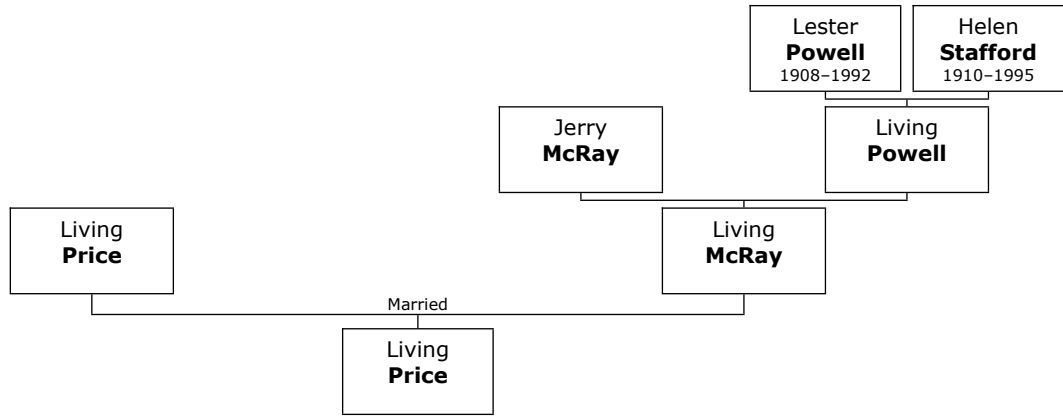 Lester
Powell
1908–1992
Helen
Stafford
1910–1995
Jerry
McRay
Living
Powell
Living
Price
Living
McRay
Married
Living
Price